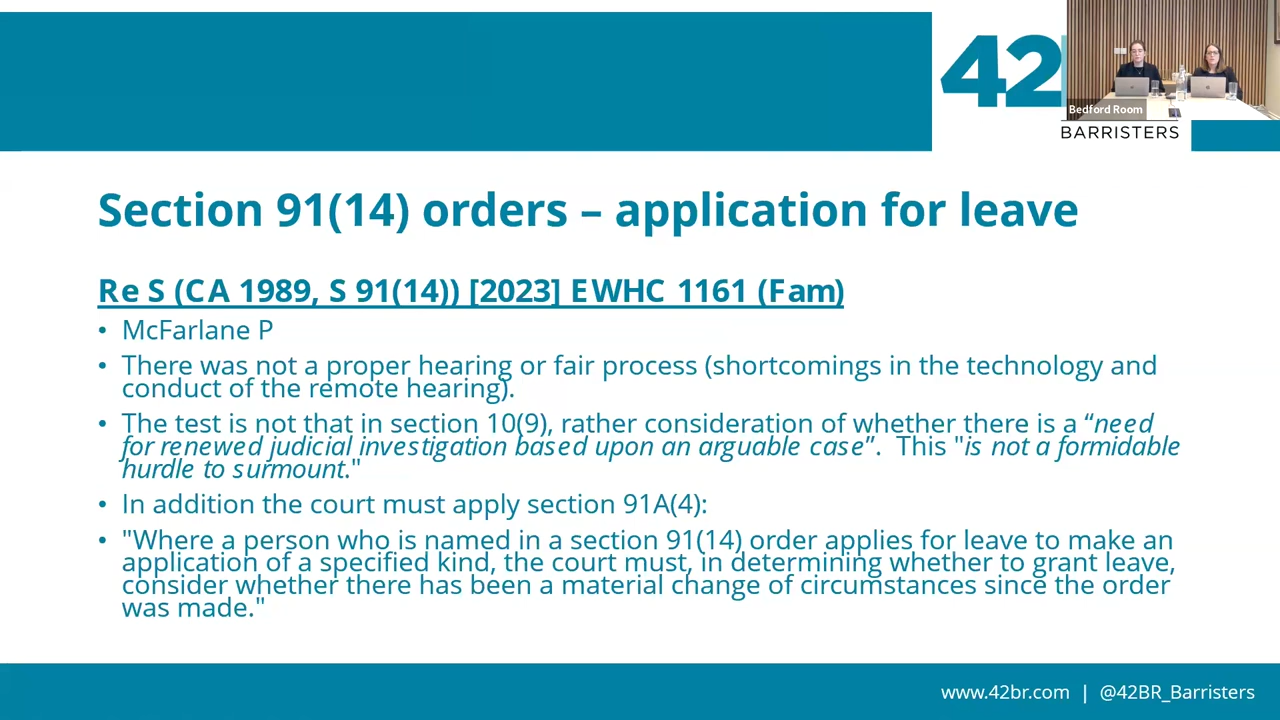 42
Bedford Room
BARRISTERS
Section 91(14) orders – application for leave
Re S (CA 1989, S 91(14)) [2023] EWHC 1161 (Fam)
• McFarlane P
• There was not a proper hearing or fair process (shortcomings in the technology and
conduct of the remote hearing).
• The test is not that in section 10(9), rather consideration of whether there is a “need
for renewed judicial investigation based upon an arguable case”. This "is not a formidable
hurdle to surmount."
• In addition the court must apply section 91A(4):
• "Where a person who is named in a section 91(14) order applies for leave to make an
application of a specified kind, the court must, in determining whether to grant leave,
consider whether there has been a material change of circumstances since the order
was made."
www.42br.com | @42BR_Barristers